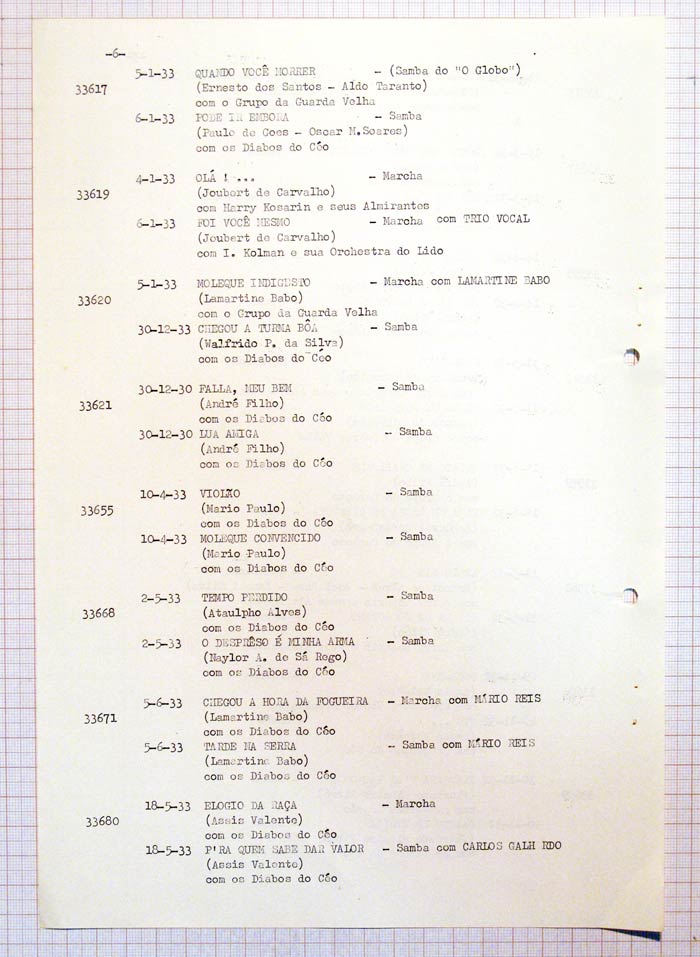 -6-
5-1-33 QUANDO VOCÊ MORRER - (Samba do "O Globo")
33617 (Ernesto dos Santos - Aldo Taranto)
com o Grupo da Guarda Velha
6-1-33 PODE IR EMBORA - Samba
(Paulo de Goes - Oscar M.Soares)
com os Diabos do Céo
4-1-33 OLÁ ! ... - Marcha
33619 (Joubert de Carvalho)
com Harry Kosarin e seus Almirantes
6-1-33 FOI VOCÊ MESMO - Marcha com TRIO VOCAL
(Joubert de Carvalho)
com I. Kolman e sua Orchestra do Lido
5-1-33 MOLEQUE INDIGESTO - Marcha com LAMARTINE BABO
33620 (Lamartine Babo)
com o Grupo da Guarda Velha
30-12-33 CHEGOU A TURMA BÔA - Samba
(Walfrido P. da Silva)
com os Diabos do Céo
30-12-30 FALLA, MEU BEM - Samba
33621 (André Filho)
com os Diabos do Céo
30-12-30 LUA AMIGA - Samba
(André Filho)
com os Diabos do Céo
10-4-33 VIOLÃO - Samba
33655 (Mario Paulo)
com os Diabos do Céo
10-4-33 MOLEQUE CONVENCIDO - Samba
(Mario Paulo)
com os Diabos do Céo
2-5-33 TEMPO PERDIDO - Samba
33668 (Ataulpho Alves)
com os Diabos do Céo
2-5-33 O DESPRÊSO É MINHA ARMA - Samba
(Naylor A. de Sá Rego)
com os Diabos do Céo
5-6-33 CHEGOU A HORA DA FOGUEIRA - Marcha com MÁRIO REIS
33671 (Lamartine Babo)
com os Diabos do Céo
5-6-33 TARDE NA SERRA - Samba com MÁRIO REIS
(Lamartine Babo)
com os Diabos do Céo
18-5-33 ELOGIO DA RAÇA - Marcha
33680 (Assis Valente)
com os Diabos do Céo
18-5-33 P'RA QUEM SABE DAR VALOR - Samba com CARLOS GALH RDO
(Assis Valente)
com os Diabos do Céo